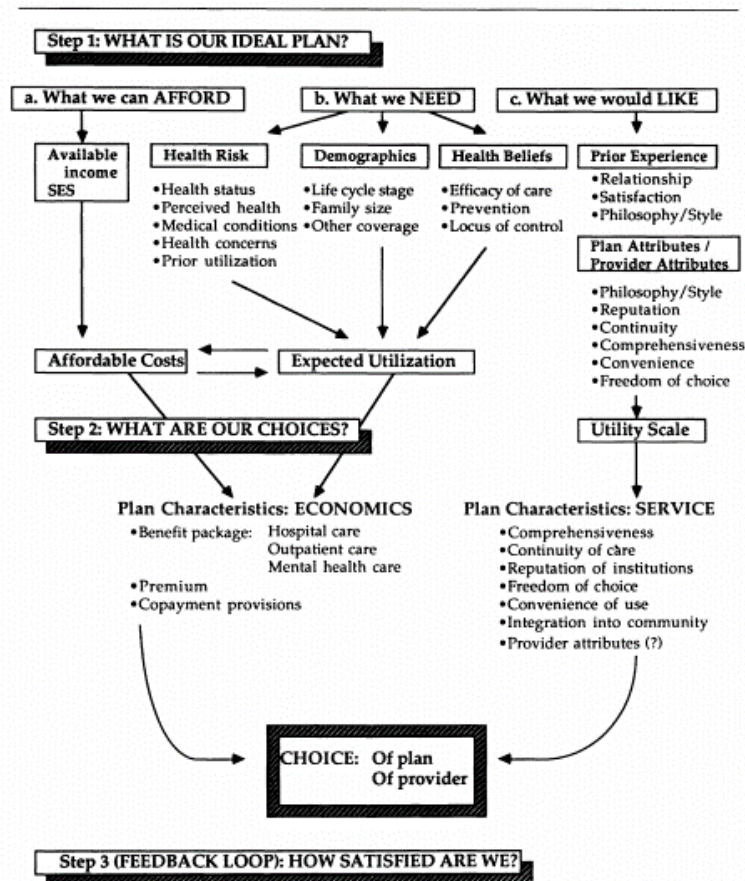 Step 1: WHAT IS OUR IDEAL PLAN?
a. What we can AFFORD
b. What we NEED
c. What we would LIKE
Available
income
SES
Health Risk
•Health status
•Perceived health
•Medical conditions
•Health concerns
•Prior utilization
Demographics
•Life cycle stage
•Family size
•Other coverage
Health Beliefs
•Efficacy of care
•Prevention
•Locus of control
Prior Experience
•Relationship
•Satisfaction
•Philosophy/Style
Plan Attributes /
Provider Attributes
•Philosophy/Style
•Reputation
•Continuity
•Comprehensiveness
•Convenience
•Freedom of choice
Affordable Costs
Expected Utilization
Step 2: WHAT ARE OUR CHOICES?
Utility Scale
Plan Characteristics: ECONOMICS
•Benefit package: Hospital care
Outpatient care
Mental health care
•Premium
•Copayment provisions
Plan Characteristics: SERVICE
•Comprehensiveness
•Continuity of care
•Reputation of institutions
•Freedom of choice
•Convenience of use
•Integration into community
•Provider attributes (?)
CHOICE: Of plan
Of provider
Step 3 (FEEDBACK LOOP): HOW SATISFIED ARE WE?